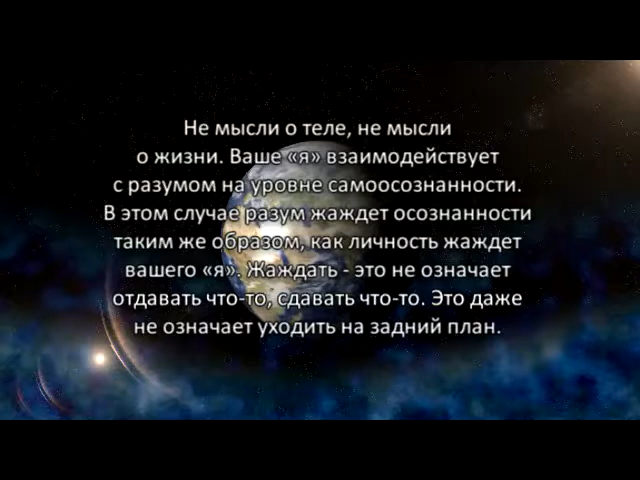 Не мысли о теле, не мысли
о жизни. Ваше «я» взаимодействует
с разумом на уровне самоосознанности.
В этом случае разум жаждет осознанности
таким же образом, как личность жаждет
вашего «я». Жаждать - это не означает
отдавать что-то, сдавать что-то. Это даже
не означает уходить на задний план.